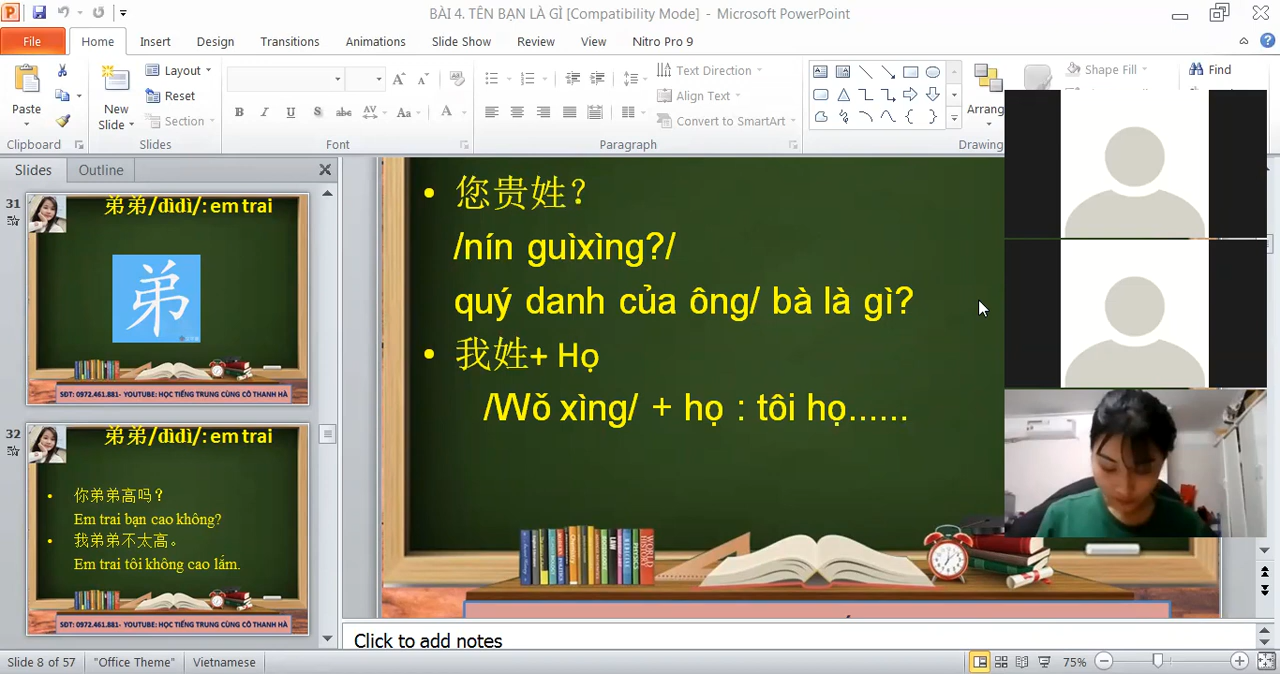 BÀI 4. TÊN BẠN LÀ GÌ [Compatibility Mode] - Microsoft PowerPoint
File Home Insert Design Transitions Animations Slide Show Review View Nitro Pro 9
Paste
Clipboard
New Slide
Layout
Reset
Section
Slides
Font
Text Direction
Align Text
Convert to SmartArt
Paragraph
Arrang
Shape Fill
Drawing
Find
Slides Outline
31
弟弟/dìdì/: em trai
弟
SĐT: 0972.461.881- YOUTUBE: HỌC TIẾNG TRUNG CÙNG CÔ THANH HÀ
32
弟弟/dìdì/: em trai
• 你弟弟高吗？
Em trai bạn cao không?
• 我弟弟不太高。
Em trai tôi không cao lắm.
SĐT: 0972.461.881- YOUTUBE: HỌC TIẾNG TRUNG CÙNG CÔ THANH HÀ
• 您贵姓？
/nín guìxìng?/
quý danh của ông/ bà là gì?
• 我姓+ Họ
/Wǒ xìng/ + họ : tôi họ......
Click to add notes
Slide 8 of 57 "Office Theme" Vietnamese 75%